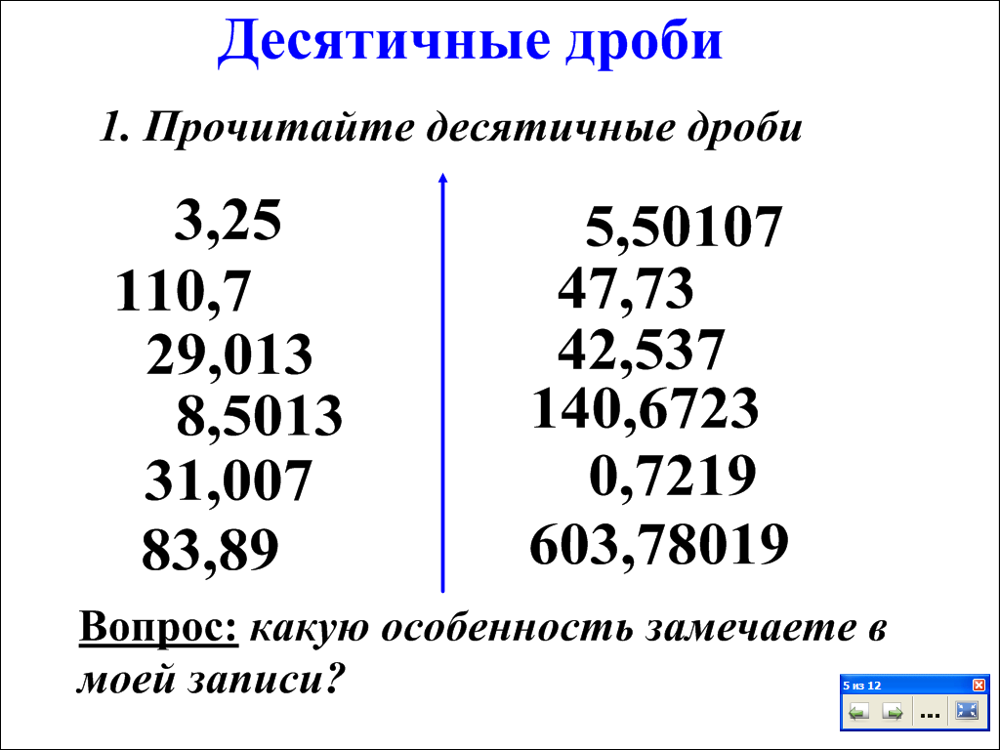 Десятичные дроби
1. Прочитайте десятичные дроби
3,25
110,7
29,013
8,5013
31,007
83,89
5,50107
47,73
42,537
140,6723
0,7219
603,78019
Вопрос: какую особенность замечаете в
моей записи?
5 из 12
...